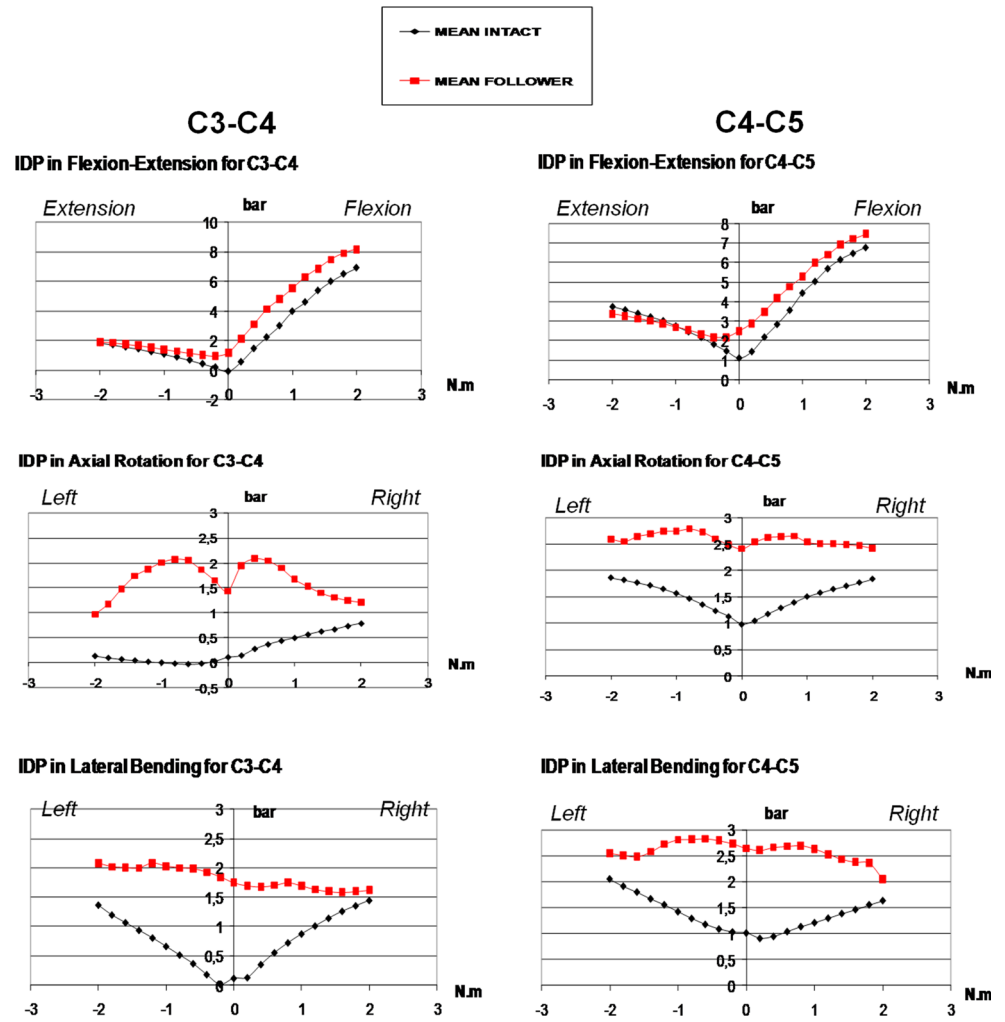 MEAN INTACT
MEAN FOLLOWER
C3-C4
C4-C5
IDP in Flexion-Extension for C3-C4
Extension
bar
Flexion
10
8
6
4
2
0
-2
-3
-2
-1
0
1
2
3
N.m
IDP in Flexion-Extension for C4-C5
Extension
bar
Flexion
8
7
6
5
4
3
2
1
0
-3
-2
-1
0
1
2
3
N.m
IDP in Axial Rotation for C3-C4
Left
bar
Right
3
2,5
2
1,5
1
0,5
0
-0,5
-3
-2
-1
0
1
2
3
N.m
IDP in Axial Rotation for C4-C5
Left
bar
Right
3
2,5
2
1,5
1
0,5
0
-3
-2
-1
0
1
2
3
N.m
IDP in Lateral Bending for C3-C4
Left
bar
Right
3
2,5
2
1,5
1
0,5
0
-3
-2
-1
0
1
2
3
N.m
IDP in Lateral Bending for C4-C5
Left
bar
Right
3
2,5
2
1,5
1
0,5
0
-3
-2
-1
0
1
2
3
N.m